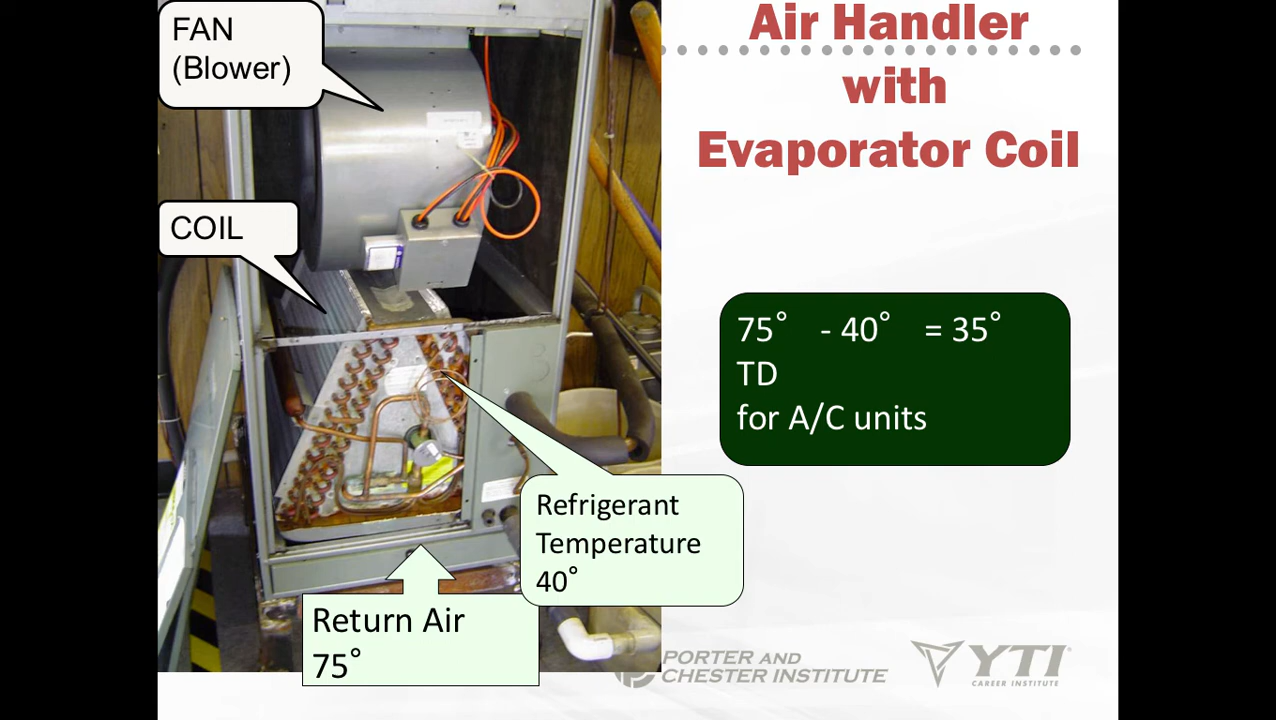 FAN
(Blower)
COIL
Air Handler
with
Evaporator Coil
75° - 40° = 35°
TD
for A/C units
Refrigerant
Temperature
40°
Return Air
75°
PORTER AND
CHESTER INSTITUTE
YTI®
CAREER INSTITUTE